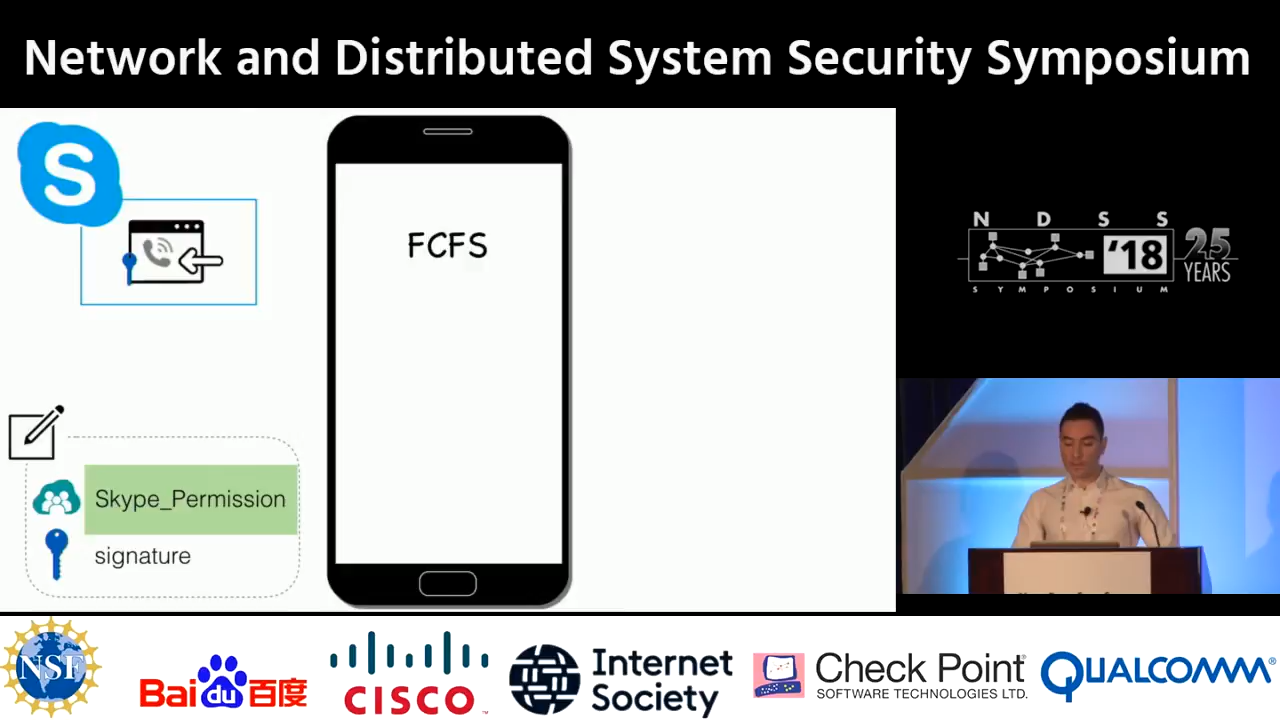 Network and Distributed System Security Symposium
S
FCFS
Skype_Permission
signature
N D S S
'18
25
YEARS
SYMPOSIUM
NSF
Baidu百度
CISCO
Internet
Society
Check Point
SOFTWARE TECHNOLOGIES LTD.
QUALCOMM